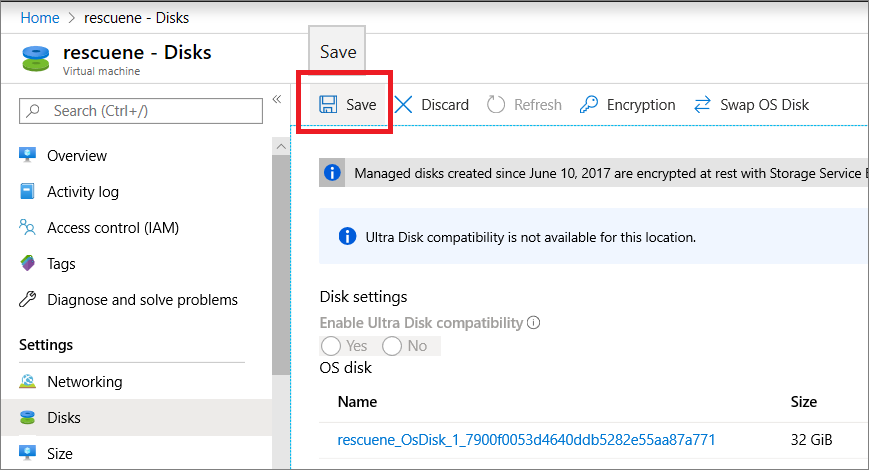 Home > rescuene - Disks
rescuene - Disks
Virtual machine
Save
Search (Ctrl+/)
«
Save
Discard
Refresh
Encryption
Swap OS Disk
Overview
Activity log
Access control (IAM)
Tags
Diagnose and solve problems
Settings
Networking
Disks
Size
Managed disks created since June 10, 2017 are encrypted at rest with Storage Service E
Ultra Disk compatibility is not available for this location.
Disk settings
Enable Ultra Disk compatibility
Yes No
OS disk
Name Size
rescuene_OsDisk_1_7900f0053d4640ddb5282e55aa87a771 32 GiB